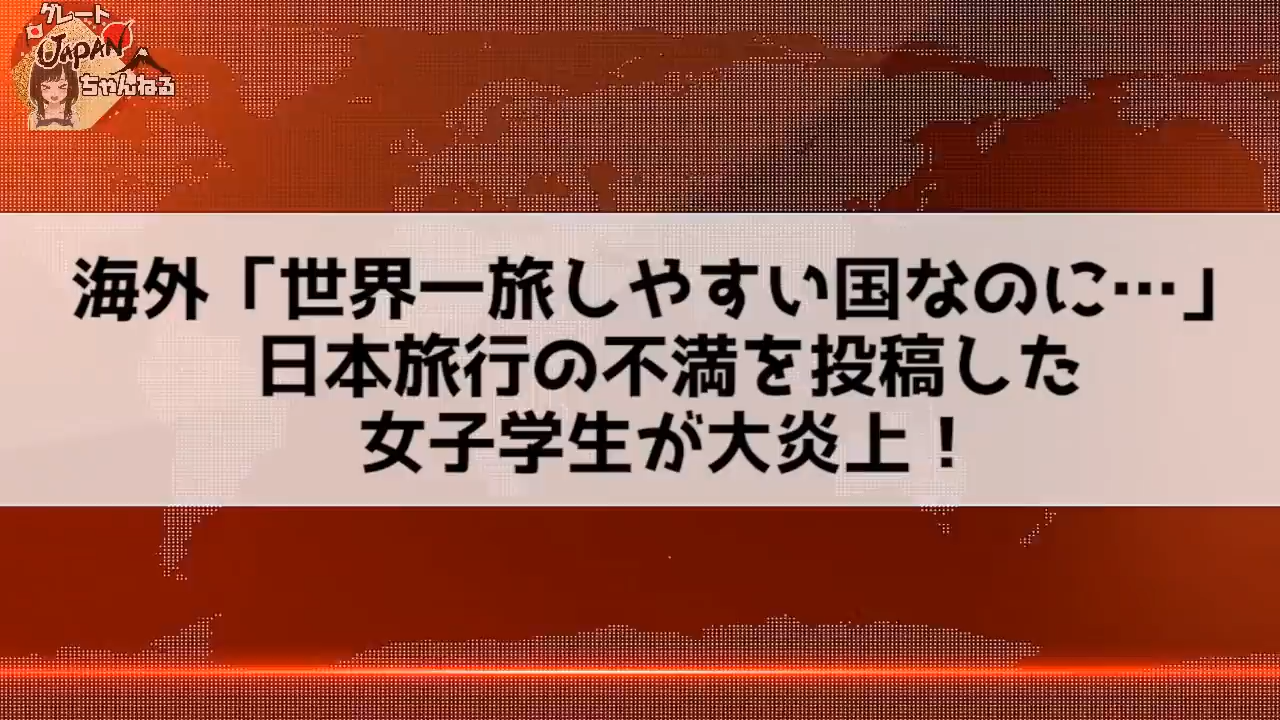 グレート
JAPAN
ちゃんねる
海外「世界一旅しやすい国なのに…」
日本旅行の不満を投稿した
女子学生が大炎上！